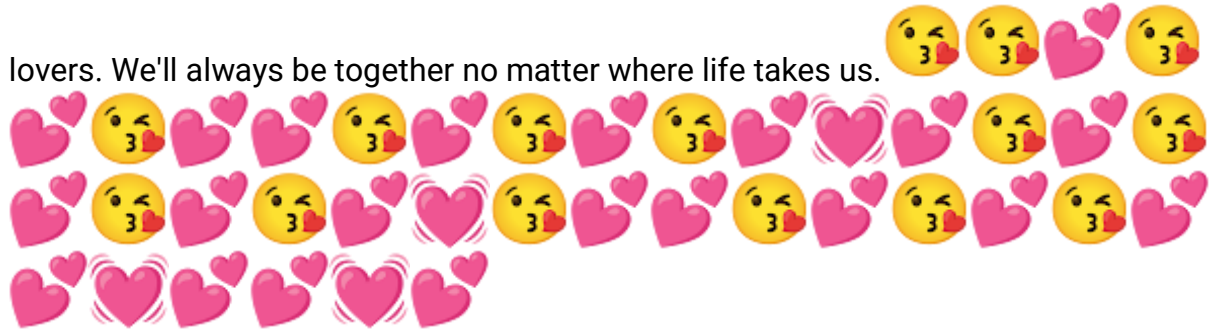 lovers. We'll always be together no matter where life takes us. 😘😘💕😘
💕😘💕💕😘💕😘💕😘💕💓💕😘💕😘
💕😘💕😘💕💓😘💕💕😘💕😘💕😘💕
💕💓💕💕💓💕